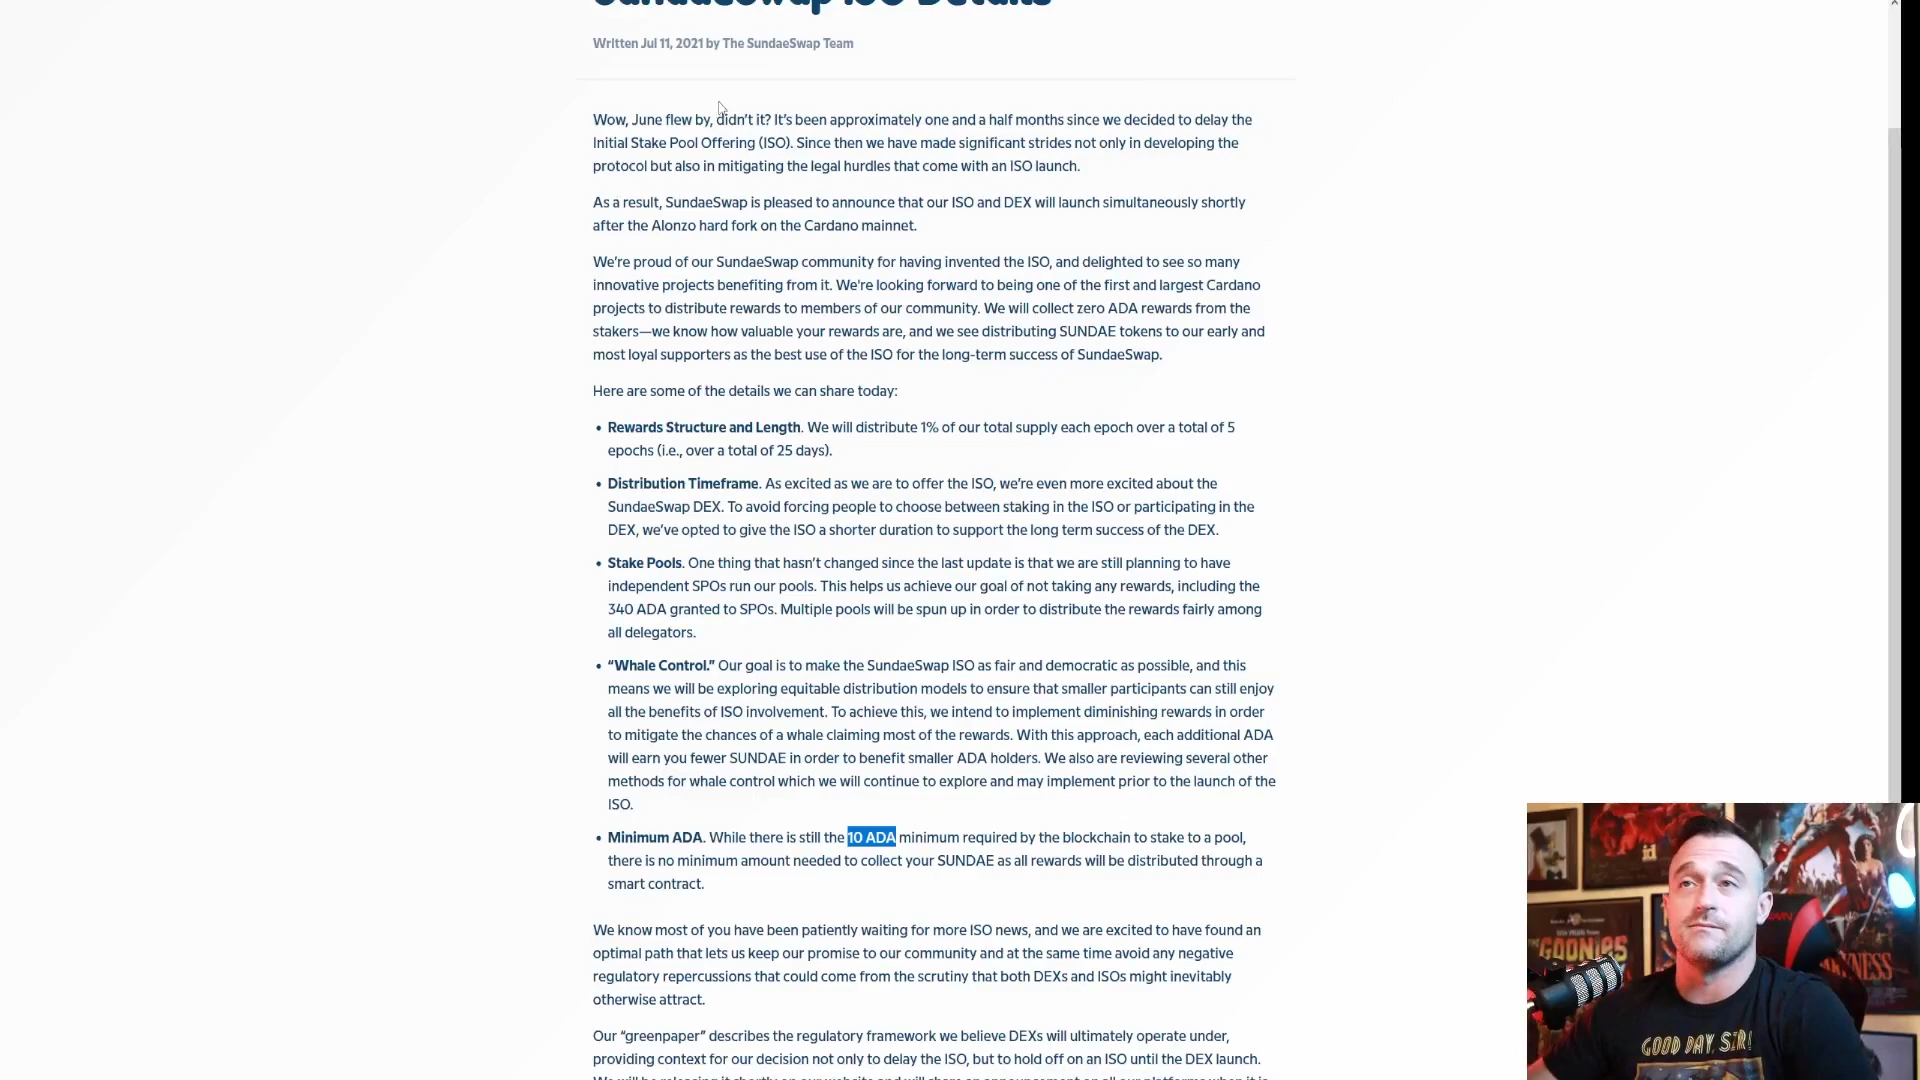 SundaeSwap ISO Details
Written Jul 11, 2021 by The SundaeSwap Team
Wow, June flew by, didn't it? It's been approximately one and a half months since we decided to delay the
Initial Stake Pool Offering (ISO). Since then we have made significant strides not only in developing the
protocol but also in mitigating the legal hurdles that come with an ISO launch.
As a result, SundaeSwap is pleased to announce that our ISO and DEX will launch simultaneously shortly
after the Alonzo hard fork on the Cardano mainnet.
We're proud of our SundaeSwap community for having invented the ISO, and delighted to see so many
innovative projects benefiting from it. We're looking forward to being one of the first and largest Cardano
projects to distribute rewards to members of our community. We will collect zero ADA rewards from the
stakers—we know how valuable your rewards are, and we see distributing SUNDAE tokens to our early and
most loyal supporters as the best use of the ISO for the long-term success of SundaeSwap.
Here are some of the details we can share today:
• Rewards Structure and Length. We will distribute 1% of our total supply each epoch over a total of 5
epochs (i.e., over a total of 25 days).
• Distribution Timeframe. As excited as we are to offer the ISO, we're even more excited about the
SundaeSwap DEX. To avoid forcing people to choose between staking in the ISO or participating in the
DEX, we've opted to give the ISO a shorter duration to support the long term success of the DEX.
• Stake Pools. One thing that hasn't changed since the last update is that we are still planning to have
independent SPOs run our pools. This helps us achieve our goal of not taking any rewards, including the
340 ADA granted to SPOs. Multiple pools will be spun up in order to distribute the rewards fairly among
all delegators.
• “Whale Control.” Our goal is to make the SundaeSwap ISO as fair and democratic as possible, and this
means we will be exploring equitable distribution models to ensure that smaller participants can still enjoy
all the benefits of ISO involvement. To achieve this, we intend to implement diminishing rewards in order
to mitigate the chances of a whale claiming most of the rewards. With this approach, each additional ADA
will earn you fewer SUNDAE in order to benefit smaller ADA holders. We also are reviewing several other
methods for whale control which we will continue to explore and may implement prior to the launch of the
ISO.
• Minimum ADA. While there is still the 10 ADA minimum required by the blockchain to stake to a pool,
there is no minimum amount needed to collect your SUNDAE as all rewards will be distributed through a
smart contract.
We know most of you have been patiently waiting for more ISO news, and we are excited to have found an
optimal path that lets us keep our promise to our community and at the same time avoid any negative
regulatory repercussions that could come from the scrutiny that both DEXs and ISOs might inevitably
otherwise attract.
Our “greenpaper” describes the regulatory framework we believe DEXs will ultimately operate under,
providing context for our decision not only to delay the ISO, but to hold off on an ISO until the DEX launch.
id
GOONIES
GOOD DAY, SIR!